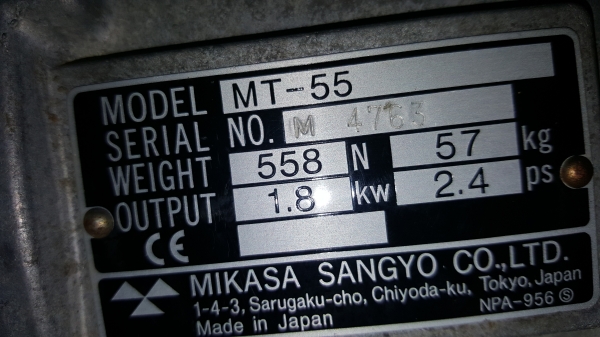 MODEL MT-55
SERIAL NO. M 4763
WEIGHT 558 N 57 kg
OUTPUT 1.8 kw 2.4 ps
CE
MIKASA SANGYO CO.,LTD.
1-4-3, Sarugaku-cho, Chiyoda-ku, Tokyo, Japan
Made in Japan NPA-956 Ⓢ